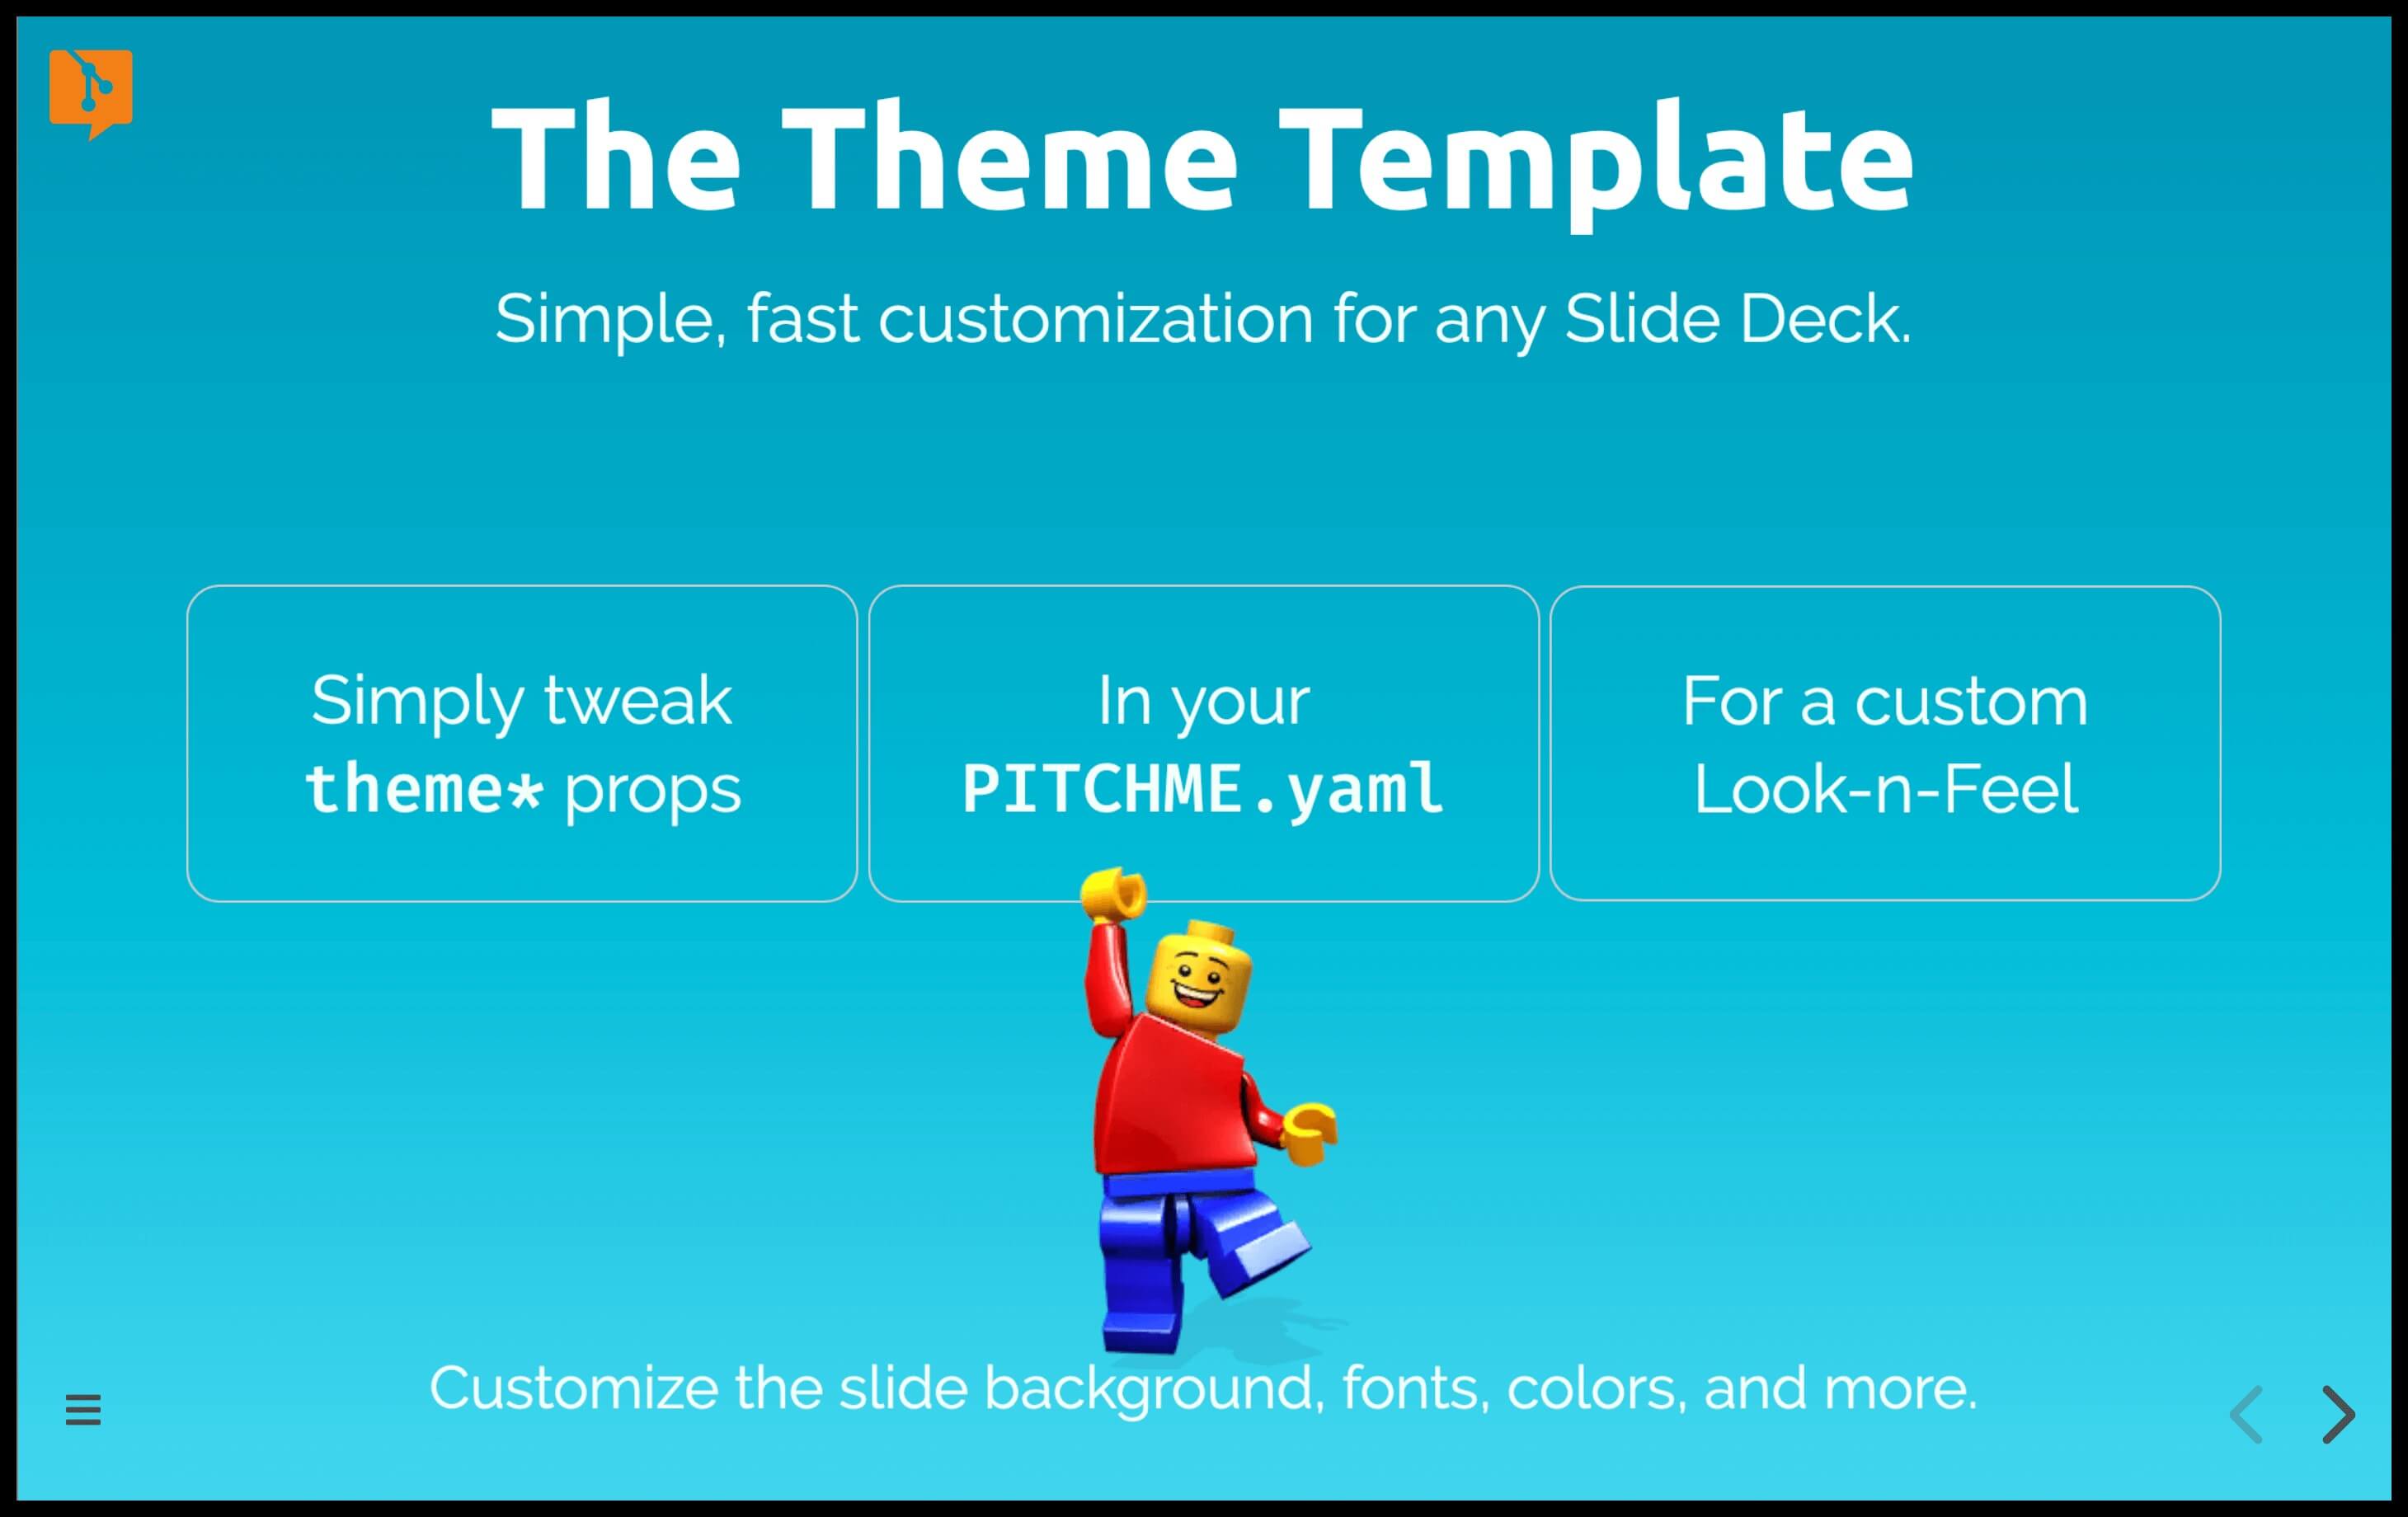 The Theme Template
Simple, fast customization for any Slide Deck.
Simply tweak
theme* props
In your
PITCHME.yaml
For a custom
Look-n-Feel
Customize the slide background, fonts, colors, and more.